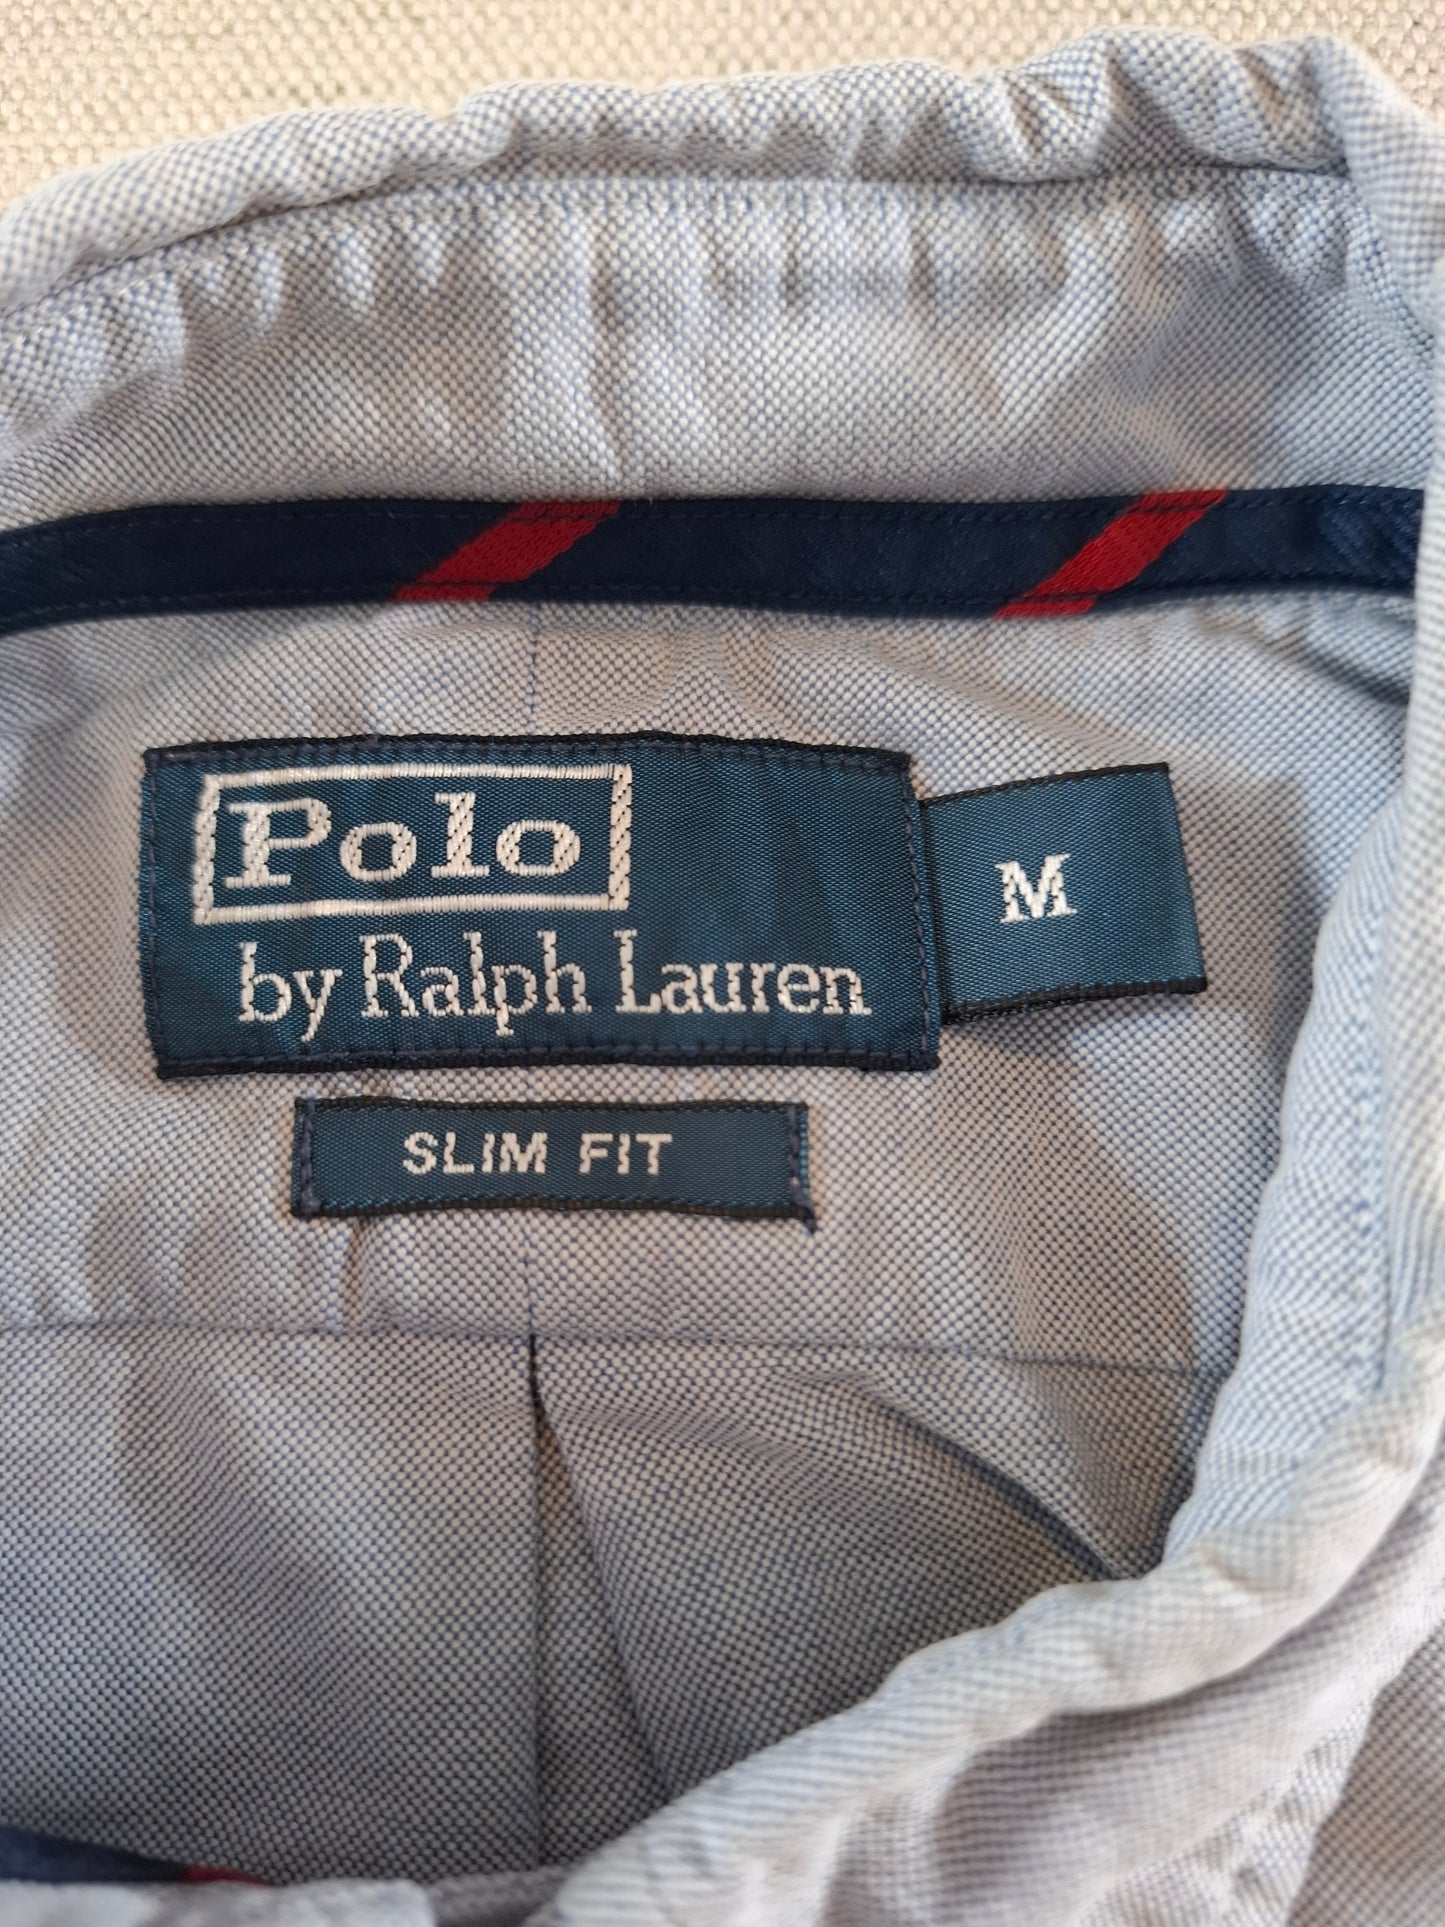 Polo
by Ralph Lauren
M
SLIM FIT